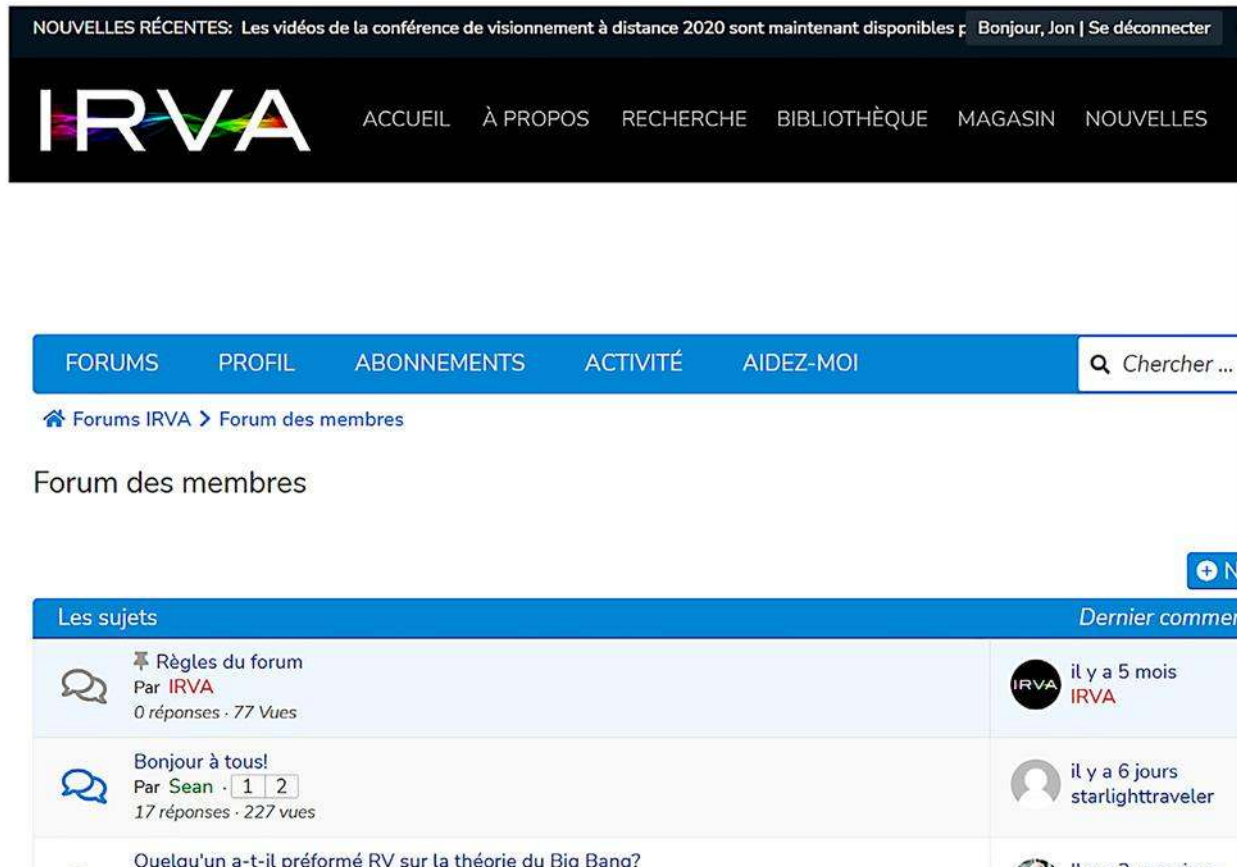 NOUVELLES RÉCENTES: Les vidéos de la conférence de visionnement à distance 2020 sont maintenant disponibles Bonjour, Jon | Se déconnecter
IRVA ACCUEIL À PROPOS RECHERCHE BIBLIOTHÈQUE MAGASIN NOUVELLES
FORUMS PROFIL ABONNEMENTS ACTIVITÉ AIDEZ-MOI Chercher ...
Forums IRVA > Forum des membres
Forum des membres
N
Les sujets Dernier commer
Règles du forum
Par IRVA
0 réponses · 77 Vues
IRVA
il y a 5 mois
IRVA
Bonjour à tous!
Par Sean · 1 2
17 réponses · 227 vues
il y a 6 jours
starlighttraveler
Quelqu'un a-t-il préformé RV sur la théorie du Big Bang?